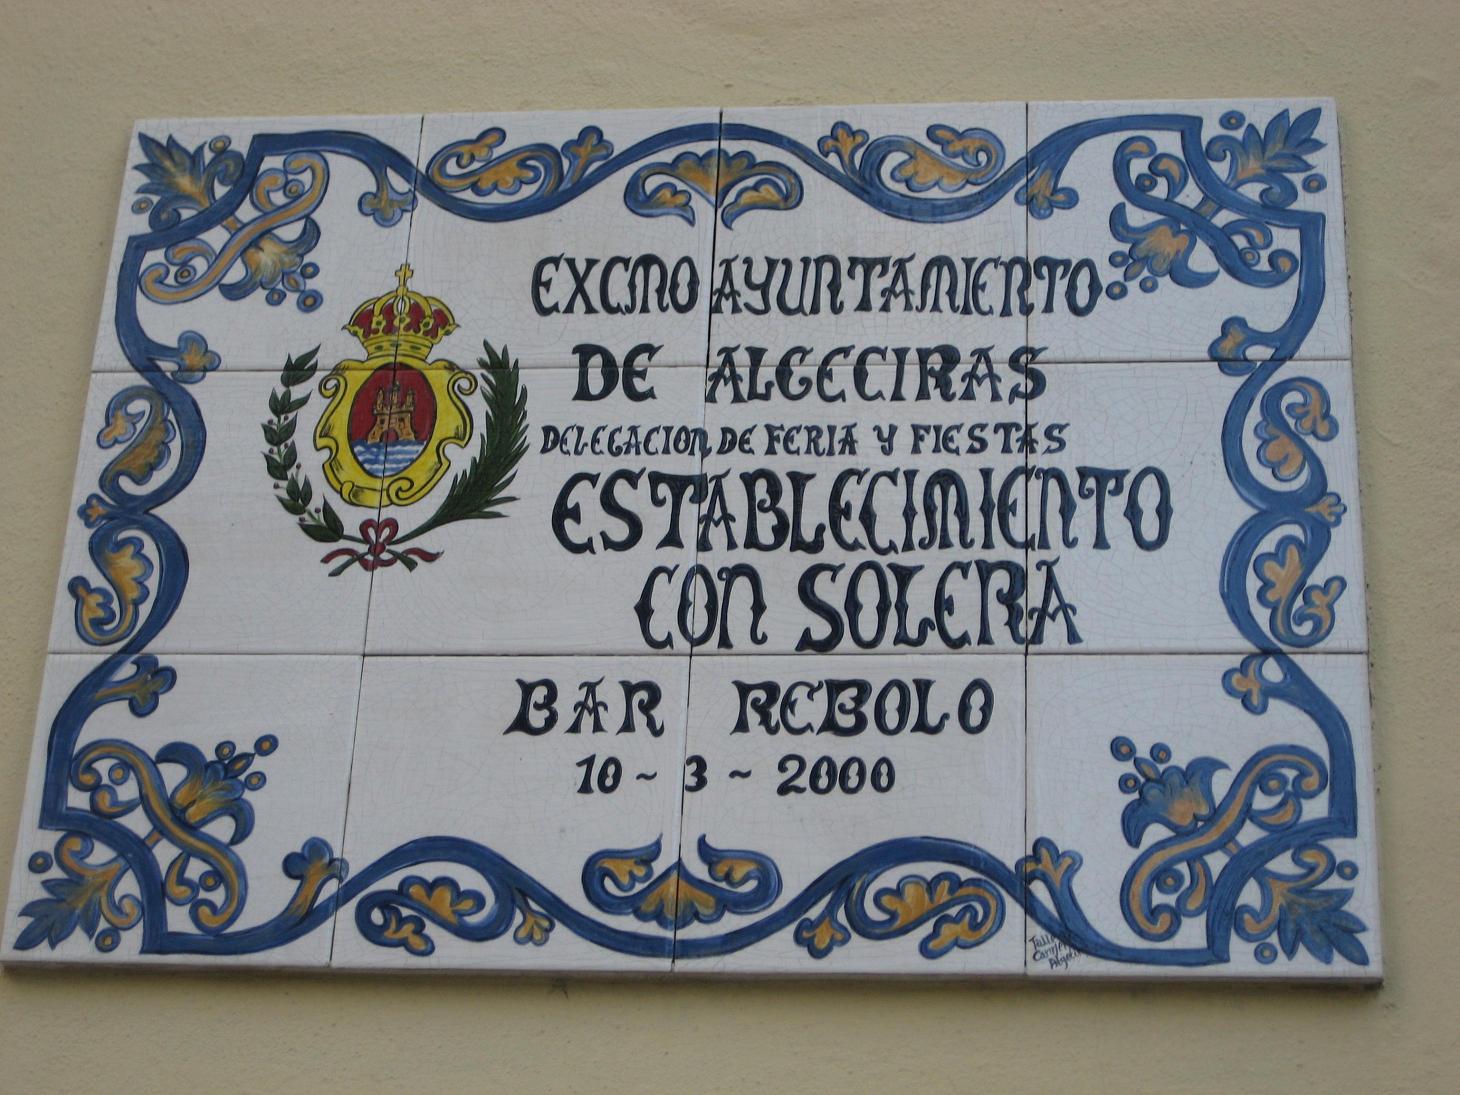 EXCMO AYUNTAMIENTO
DE ALGECIRAS
DELEGACION DE FERIA Y FIESTAS
ESTABLECIMIENTO
CON SOLERA
BAR REBOLO
10 ~ 3 ~ 2000